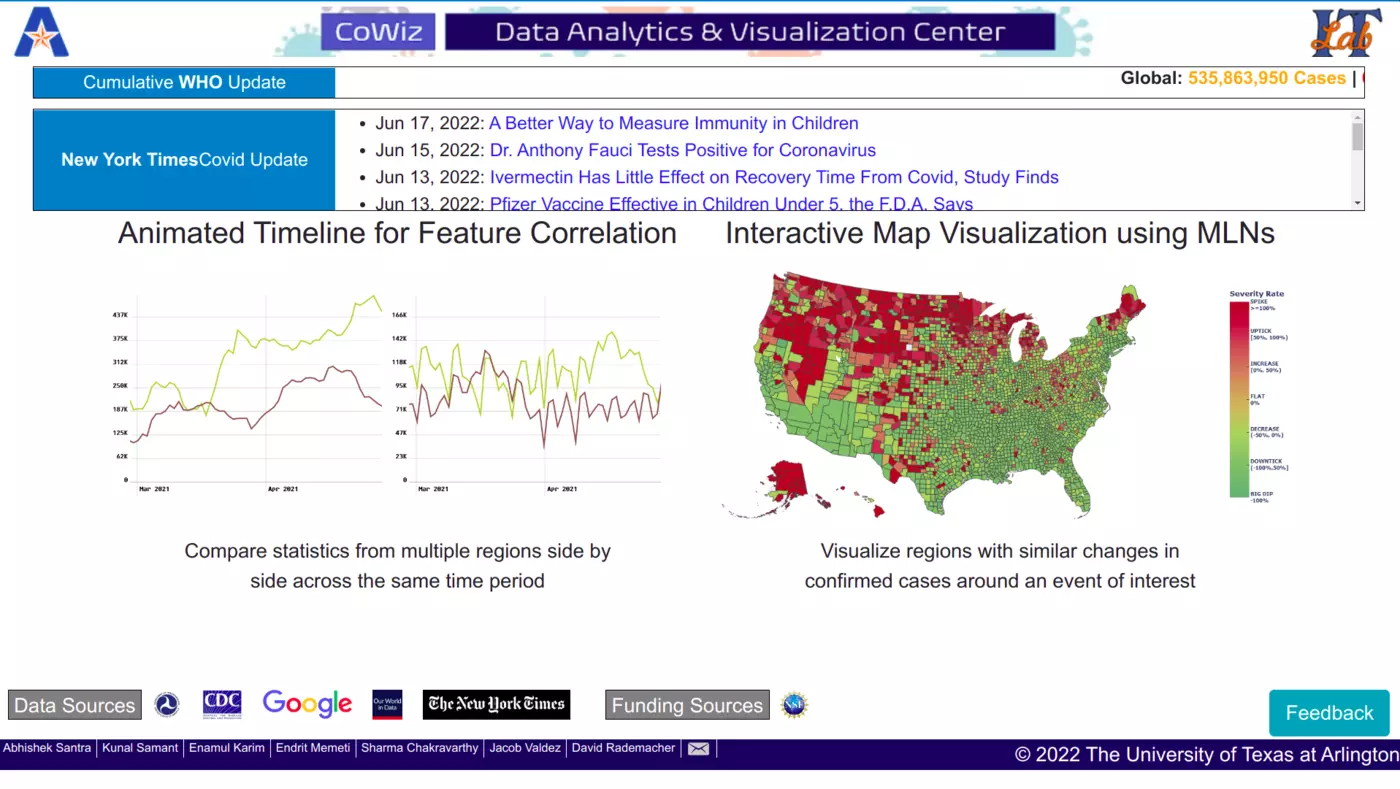 CoWiz Data Analytics & Visualization Center
IT Lab
Cumulative WHO Update
Global: 535,863,950 Cases |
New York TimesCovid Update
• Jun 17, 2022: A Better Way to Measure Immunity in Children
• Jun 15, 2022: Dr. Anthony Fauci Tests Positive for Coronavirus
• Jun 13, 2022: Ivermectin Has Little Effect on Recovery Time From Covid, Study Finds
• Jun 13, 2022: Pfizer Vaccine Effective in Children Under 5, the F.D.A. Says
Animated Timeline for Feature Correlation
437K
375K
312K
250K
187K
125K
62K
0
Mar 2021 Apr 2021
166K
142K
118K
95K
71K
47K
23K
0
Mar 2021 Apr 2021
Compare statistics from multiple regions side by
side across the same time period
Interactive Map Visualization using MLNs
Severity Rate
SPIKE
>=100%
UPTICK
[50%, 100%)
INCREASE
(0%, 50%)
FLAT
0%
DECREASE
(-50%, 0%)
DOWNTICK
(-100%,50%]
BIG DIP
-100%
Visualize regions with similar changes in
confirmed cases around an event of interest
Data Sources
CDC
Google
Our World
in Data
The New York Times
Funding Sources
NSF
Feedback
Abhishek Santra | Kunal Samant | Enamul Karim | Endrit Memeti | Sharma Chakravarthy | Jacob Valdez | David Rademacher
© 2022 The University of Texas at Arlington